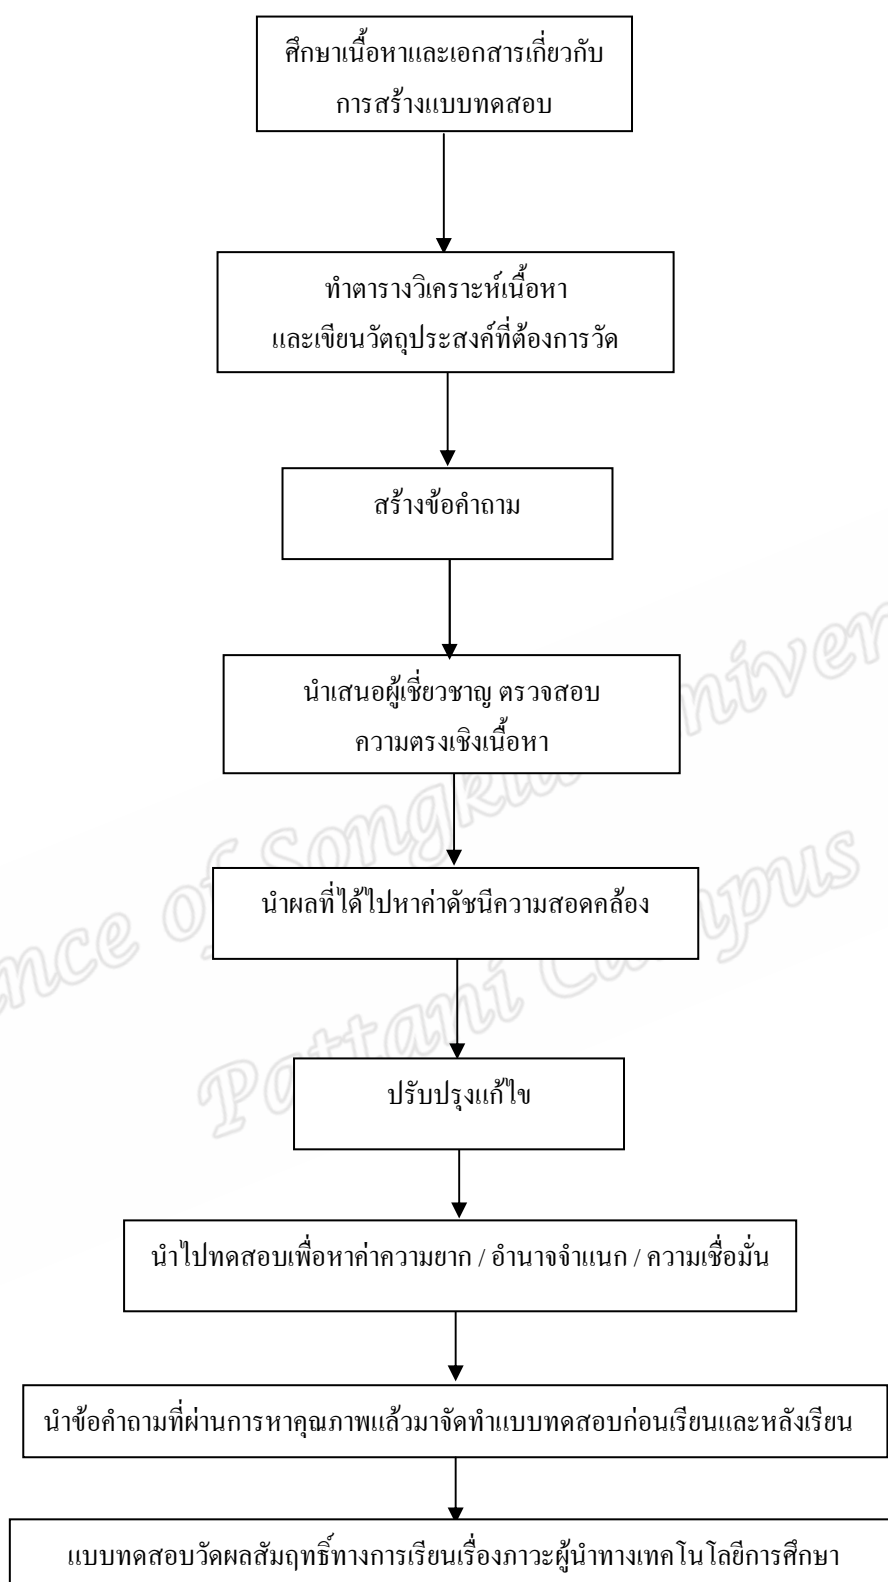 ศึกษาเนื้อหาและเอกสารเกี่ยวกับ
การสร้างแบบทดสอบ
ทำตารางวิเคราะห์เนื้อหา
และเขียนวัตถุประสงค์ที่ต้องการวัด
สร้างข้อคำถาม
นำเสนอผู้เชี่ยวชาญ ตรวจสอบ
ความตรงเชิงเนื้อหา
นำผลที่ได้ไปหาค่าดัชนีความสอดคล้อง
ปรับปรุงแก้ไข
นำไปทดสอบเพื่อหาค่าความยาก / อำนาจจำแนก / ความเชื่อมั่น
นำข้อคำถามที่ผ่านการหาคุณภาพแล้วมาจัดทำแบบทดสอบก่อนเรียนและหลังเรียน
แบบทดสอบวัดผลสัมฤทธิ์ทางการเรียนเรื่องภาวะผู้นำทางเทคโนโลยีการศึกษา
of Songkla
Pattani Campus